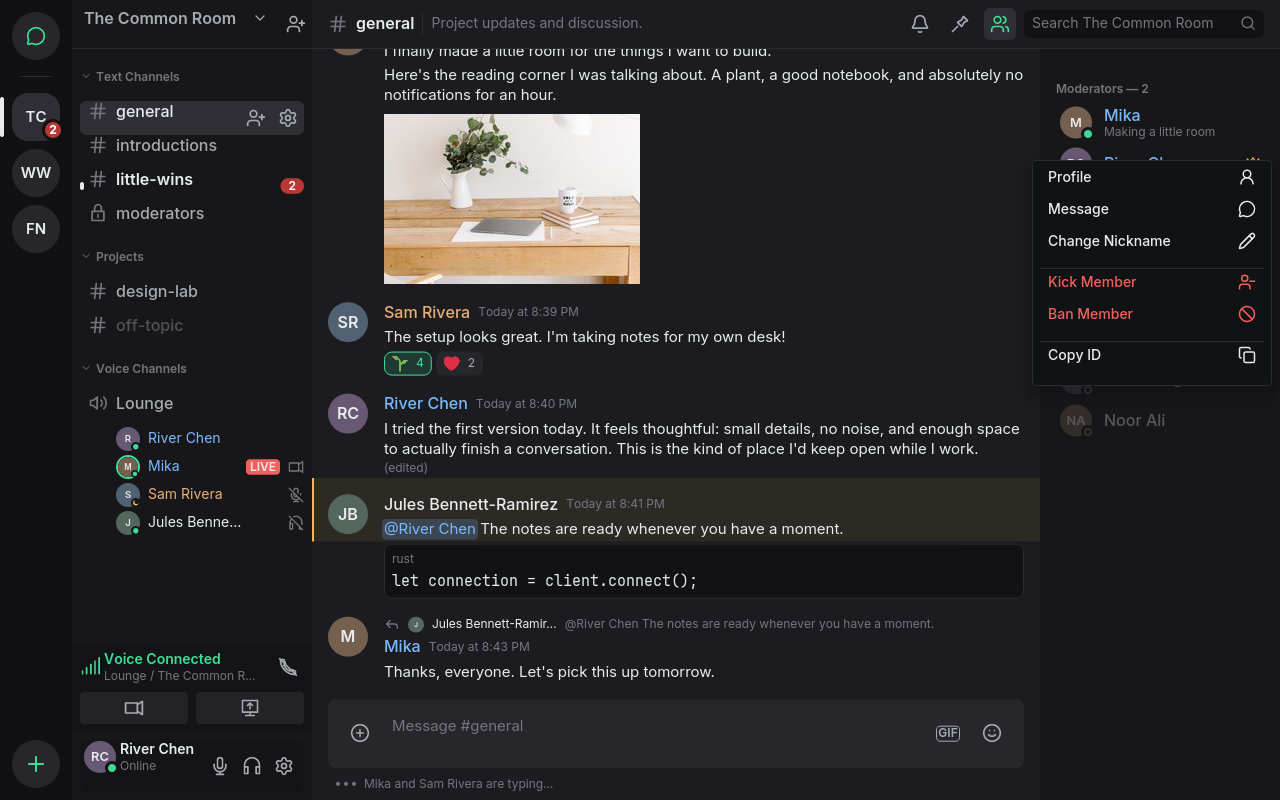 The Common Room
general
Project updates and discussion.
Search The Common Room
TC
2
WW
FN
Text Channels
general
introductions
little-wins
2
moderators
Projects
design-lab
off-topic
Voice Channels
Lounge
R
River Chen
M
Mika
LIVE
S
Sam Rivera
J
Jules Benne...
Voice Connected
Lounge / The Common R...
RC
River Chen
Online
I finally made a little room for the things I want to build.
Here's the reading corner I was talking about. A plant, a good notebook, and absolutely no
notifications for an hour.
SR
Sam Rivera
Today at 8:39 PM
The setup looks great. I'm taking notes for my own desk!
4
2
RC
River Chen
Today at 8:40 PM
I tried the first version today. It feels thoughtful: small details, no noise, and enough space
to actually finish a conversation. This is the kind of place I'd keep open while I work.
(edited)
JB
Jules Bennett-Ramirez
Today at 8:41 PM
@River Chen The notes are ready whenever you have a moment.
rust
let connection = client.connect();
J
Jules Bennett-Ramir...
@River Chen The notes are ready whenever you have a moment.
M
Mika
Today at 8:43 PM
Thanks, everyone. Let's pick this up tomorrow.
Message #general
GIF
Mika and Sam Rivera are typing...
Moderators — 2
M
Mika
Making a little room
Profile
Message
Change Nickname
Kick Member
Ban Member
Copy ID
NA
Noor Ali